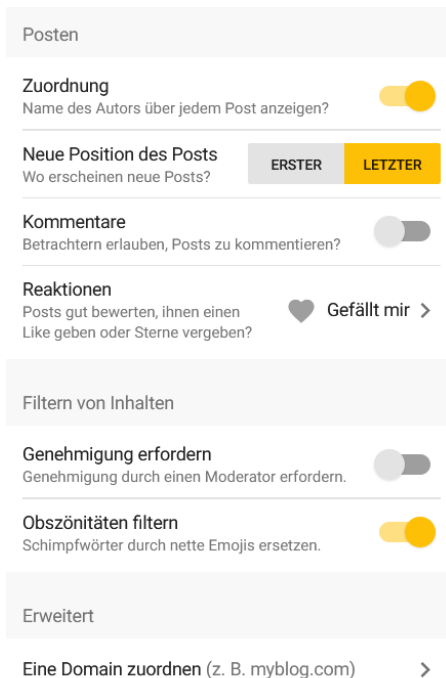 Posten
Zuordnung
Name des Autors über jedem Post anzeigen?
Neue Position des Posts
Wo erscheinen neue Posts?
ERSTER
LETZTER
Kommentare
Betrachtern erlauben, Posts zu kommentieren?
Reaktionen
Posts gut bewerten, ihnen einen
Like geben oder Sterne vergeben?
Gefällt mir
Filtern von Inhalten
Genehmigung erfordern
Genehmigung durch einen Moderator erfordern.
Obszönitäten filtern
Schimpfwörter durch nette Emojis ersetzen.
Erweitert
Eine Domain zuordnen (z. B. myblog.com)